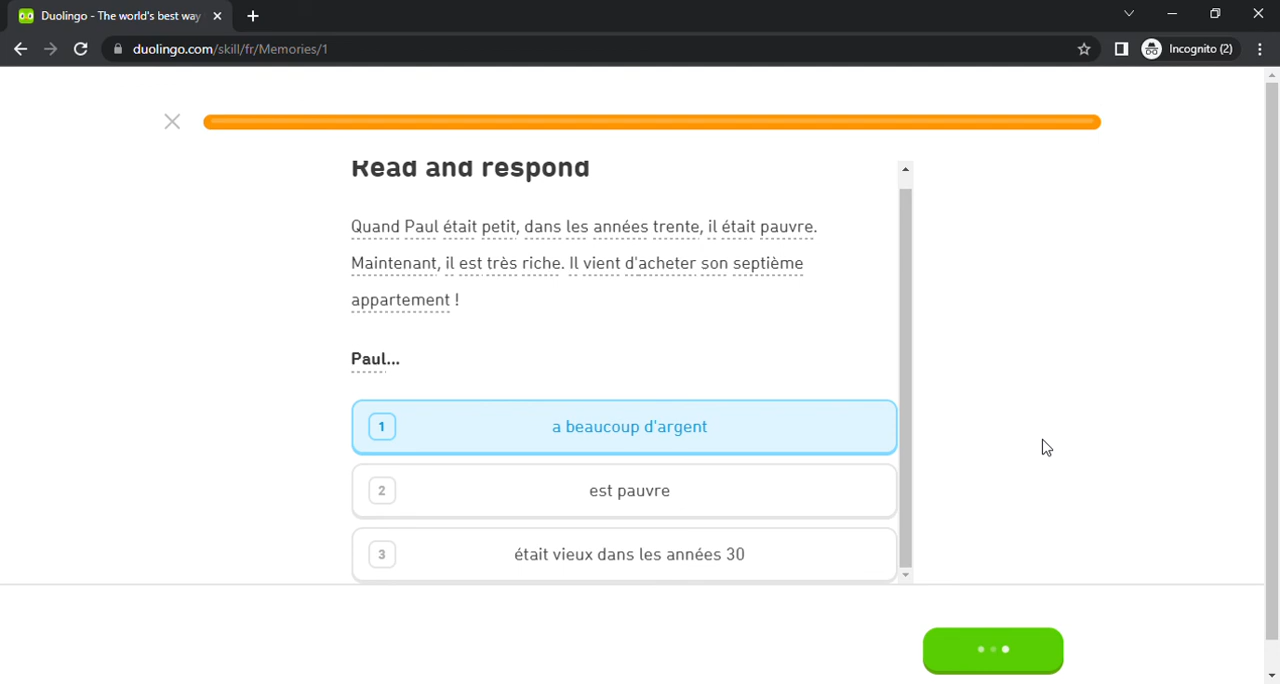 Duolingo - The world's best way
duolingo.com/skill/fr/Memories/1
Incognito (2)
Read and respond
Quand Paul était petit, dans les années trente, il était pauvre.
Maintenant, il est très riche. Il vient d'acheter son septième
appartement !
Paul...
1 a beaucoup d'argent
2 est pauvre
3 était vieux dans les années 30